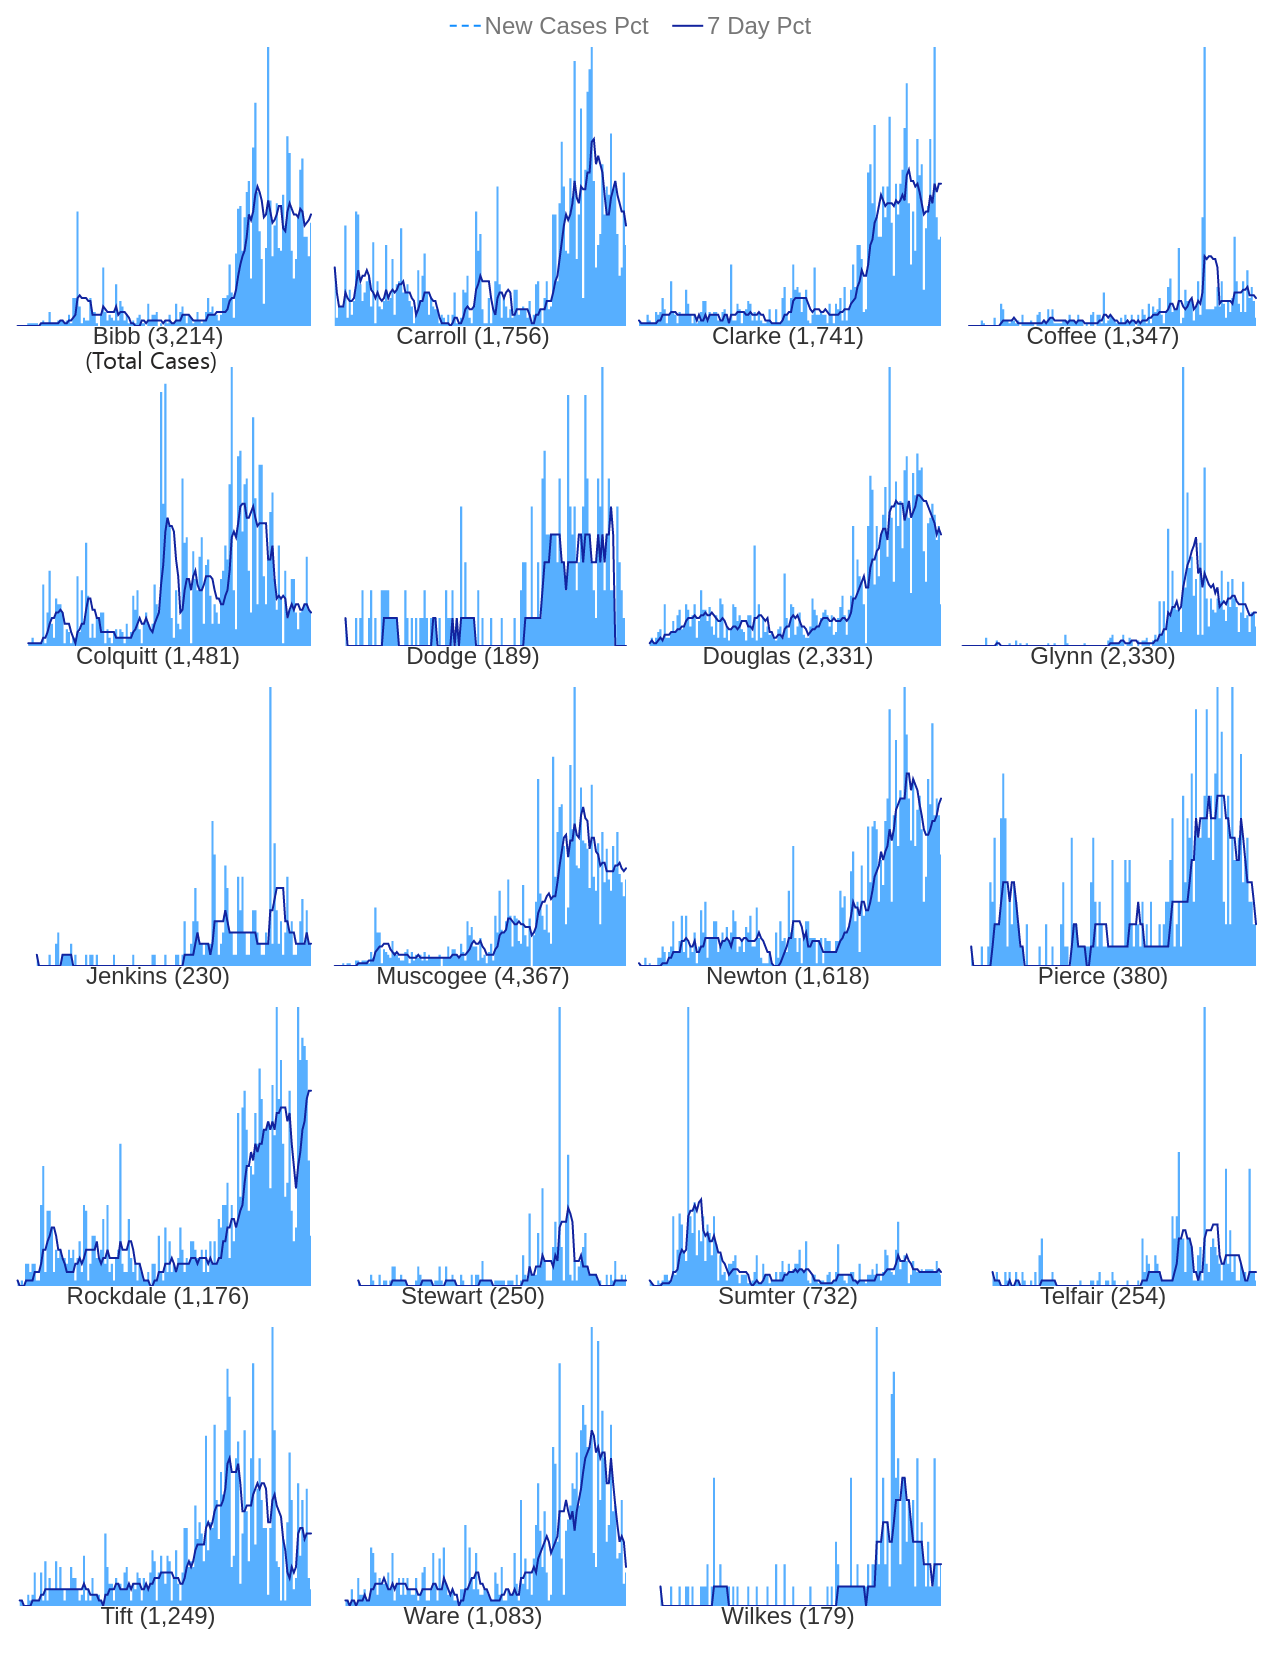 New Cases Pct 7 Day Pct
Bibb (3,214) Carroll (1,756) Clarke (1,741) Coffee (1,347)
(Total Cases)
Colquitt (1,481) Dodge (189) Douglas (2,331) Glynn (2,330)
Jenkins (230) Muscogee (4,367) Newton (1,618) Pierce (380)
Rockdale (1,176) Stewart (250) Sumter (732) Telfair (254)
Tift (1,249) Ware (1,083) Wilkes (179)